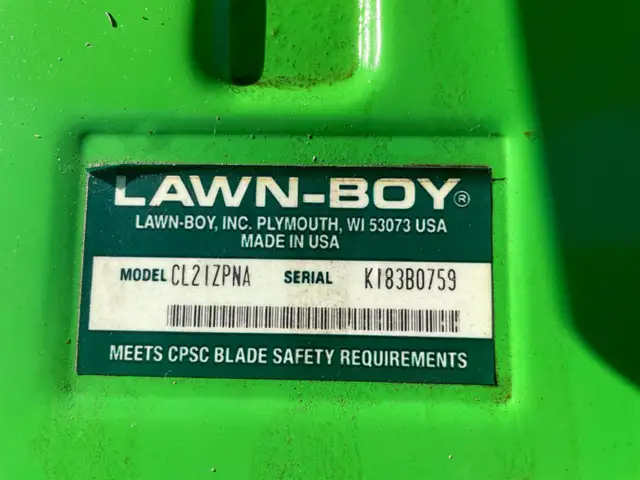 LAWN-BOY®
LAWN-BOY, INC. PLYMOUTH, WI 53073 USA
MADE IN USA
MODEL CL21ZPNA SERIAL K183B0759
MEETS CPSC BLADE SAFETY REQUIREMENTS